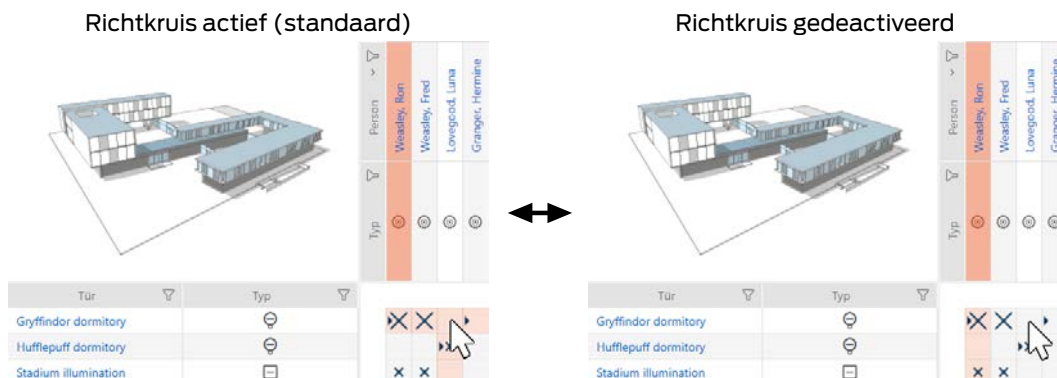 Richtkruis actief (standaard)
Person
Weasley, Ron
Weasley, Fred
Lovegood, Luna
Granger, Hermine
Typ
Tür Typ
Gryffindor dormitory
Hufflepuff dormitory
Stadium illumination
Richtkruis gedeactiveerd
Person
Weasley, Ron
Weasley, Fred
Lovegood, Luna
Granger, Hermine
Typ
Tür Typ
Gryffindor dormitory
Hufflepuff dormitory
Stadium illumination